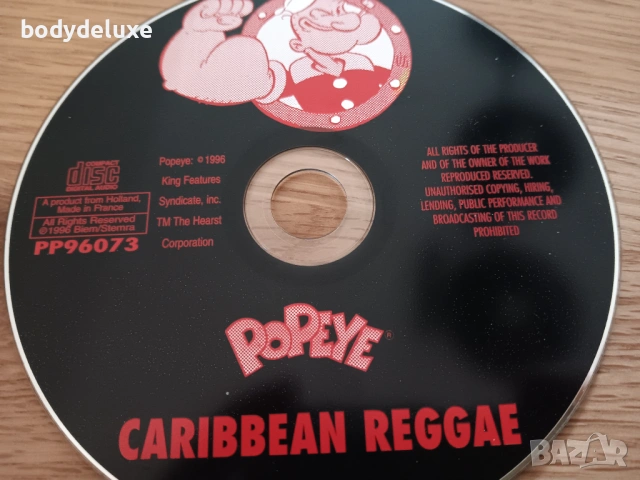 bodydeluxe
COMPACT
disc
DIGITAL AUDIO
A product from Holland,
Made in France
All Rights Reserved
©1996 Biem/Stemra
PP96073
Popeye: © 1996
King Features
Syndicate, inc.
TM The Hearst
Corporation
ALL RIGHTS OF THE PRODUCER
AND OF THE OWNER OF THE WORK
REPRODUCED RESERVED.
UNAUTHORISED COPYING, HIRING,
LENDING, PUBLIC PERFORMANCE AND
BROADCASTING OF THIS RECORD
PROHIBITED
POPEYE®
CARIBBEAN REGGAE
BAZAR